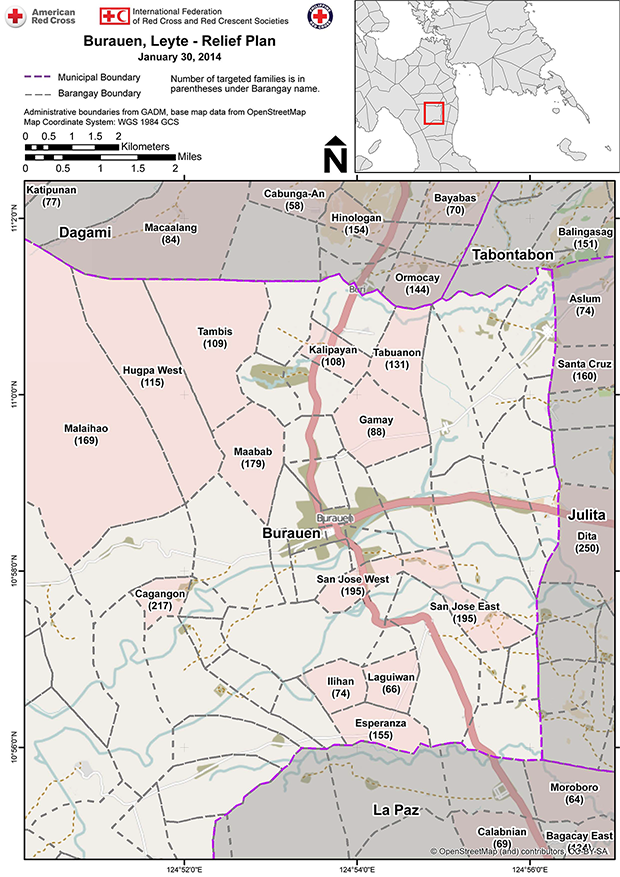 American
Red Cross
International Federation
of Red Cross and Red Crescent Societies
PHILIPPINE RED CROSS
Burauen, Leyte - Relief Plan
January 30, 2014
Municipal Boundary
Barangay Boundary
Number of targeted families is in
parentheses under Barangay name.
Administrative boundaries from GADM, base map data from OpenStreetMap
Map Coordinate System: WGS 1984 GCS
0 0.5 1 1.5 2
Kilometers
Miles
0 0.5 1 1.5 2
N
Katipunan
(77)
Cabunga-An
(58)
Bayabas
(70)
Macaalang
(84)
Hinologan
(154)
Dagami
Balingasag
(151)
Tabontabon
Ormocay
(144)
Buri
Aslum
(74)
Tambis
(109)
Kalipayan
(108)
Tabuanon
(131)
Santa Cruz
(160)
Hugpa West
(115)
Gamay
(88)
Malaihao
(169)
Maabab
(179)
Burauen
Burauen
Julita
Dita
(250)
San Jose West
(195)
Cagangon
(217)
San Jose East
(195)
Ilihan
(74)
Laguiwan
(66)
Esperanza
(155)
La Paz
Moroboro
(64)
Calabnian
(69)
Bagacay East
(134)
© OpenStreetMap (and) contributors, CC-BY-SA
11°2'0"N
11°0'0"N
10°58'0"N
10°56'0"N
124°52'0"E
124°54'0"E
124°56'0"E